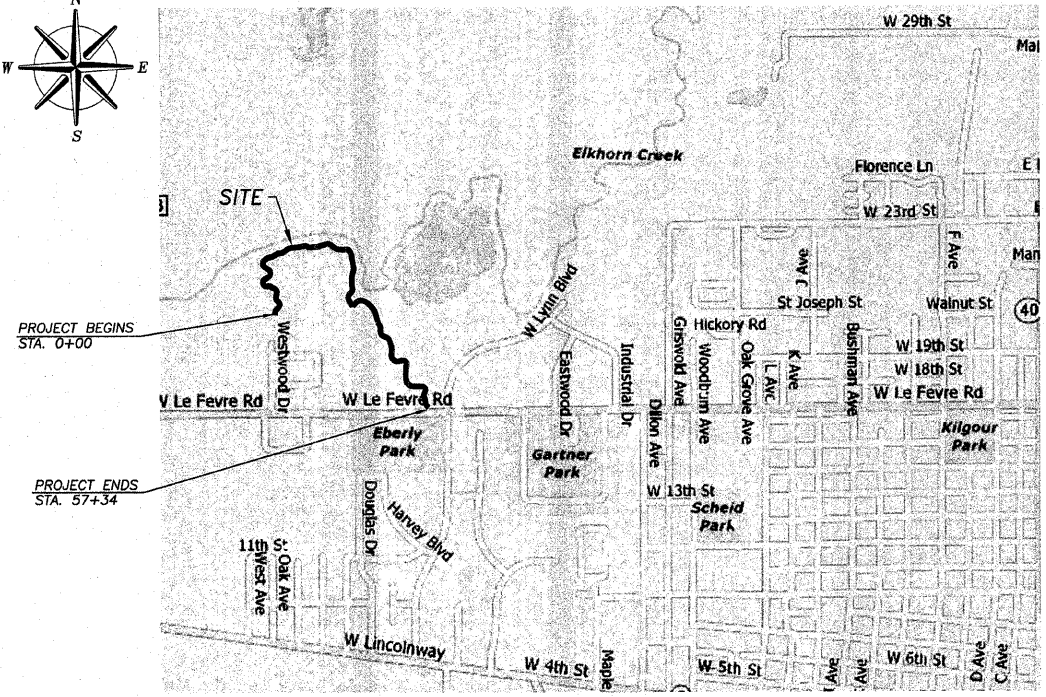 N
W
E
S
W 29th St
Mai
Elkhorn Creek
Florence Ln
E
W 23rd St
SITE
F Ave
Man
J Ave
W Lynn Blvd
St Joseph St
Walnut St
40
PROJECT BEGINS
STA. 0+00
Westwood Dr
Eastwood Dr
Industrial Dr
Griswold Ave
Hickory Rd
Woodburn Ave
Oak Grove Ave
L Ave
K Ave
Bushman Ave
W 19th St
W 18th St
W Le Fevre Rd
W Le Fevre Rd
W Le Fevre Rd
Dillon Ave
Eberly
Park
Gartner
Park
Kilgour
Park
PROJECT ENDS
STA. 57+34
W 13th St
Scheid
Park
Douglas Dr
Harvey Blvd
11th St
West Ave
Oak Ave
W Lincolnway
W 4th St
Maple
W 5th St
W 6th St
Ave
Ave
D Ave
C Ave